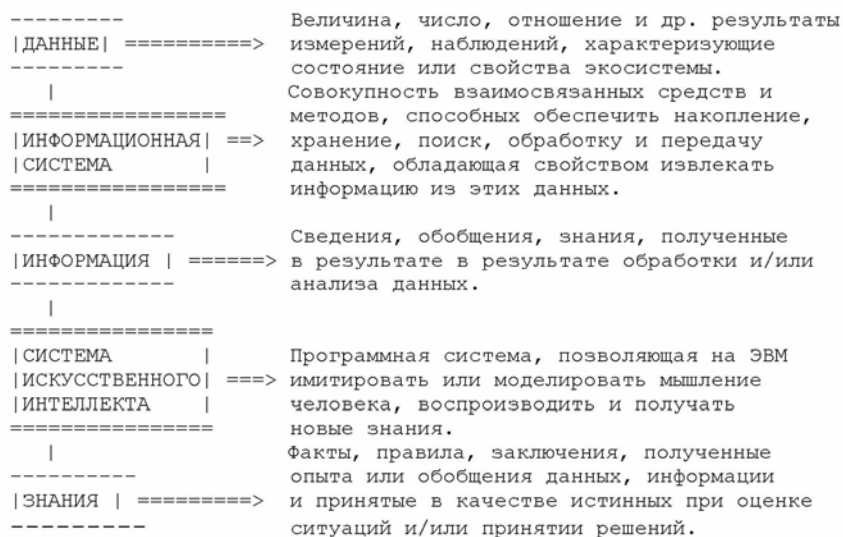 --------- Величина, число, отношение и др. результаты
|ДАННЫЕ| ==========> измерений, наблюдений, характеризующие
--------- состояние или свойства экосистемы.
| Совокупность взаимосвязанных средств и
================= методов, способных обеспечить накопление,
|ИНФОРМАЦИОННАЯ| ==> хранение, поиск, обработку и передачу
|СИСТЕМА | данных, обладающая свойством извлекать
================= информацию из этих данных.
|
------------- Сведения, обобщения, знания, полученные
|ИНФОРМАЦИЯ | ======> в результате в результате обработки и/или
------------- анализа данных.
|
================
|СИСТЕМА | Программная система, позволяющая на ЭВМ
|ИСКУССТВЕННОГО| ===> имитировать или моделировать мышление
|ИНТЕЛЛЕКТА | человека, воспроизводить и получать
================ новые знания.
| Факты, правила, заключения, полученные
---------- опыта или обобщения данных, информации
|ЗНАНИЯ | =========> и принятые в качестве истинных при оценке
--------- ситуаций и/или принятии решений.